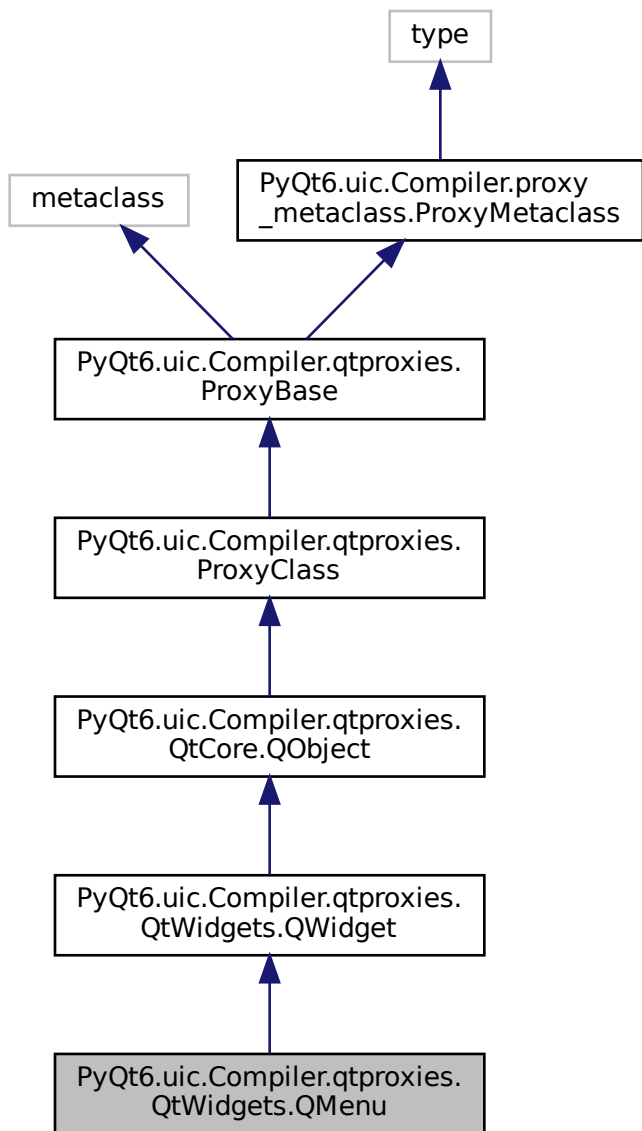 type
PyQt6.uic.Compiler.proxy
_metaclass.ProxyMetaclass
metaclass
PyQt6.uic.Compiler.qtproxies.
ProxyBase
PyQt6.uic.Compiler.qtproxies.
ProxyClass
PyQt6.uic.Compiler.qtproxies.
QtCore.QObject
PyQt6.uic.Compiler.qtproxies.
QtWidgets.QWidget
PyQt6.uic.Compiler.qtproxies.
QtWidgets.QMenu